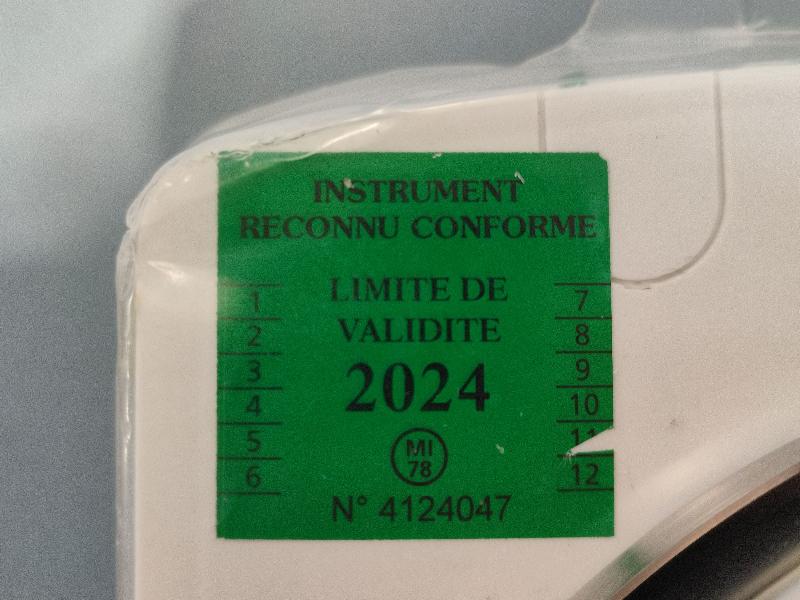 INSTRUMENT
RECONNU CONFORME
LIMITE DE
VALIDITE
2024
1
2
3
4
5
6
7
8
9
10
11
12
MI
78
N° 4124047